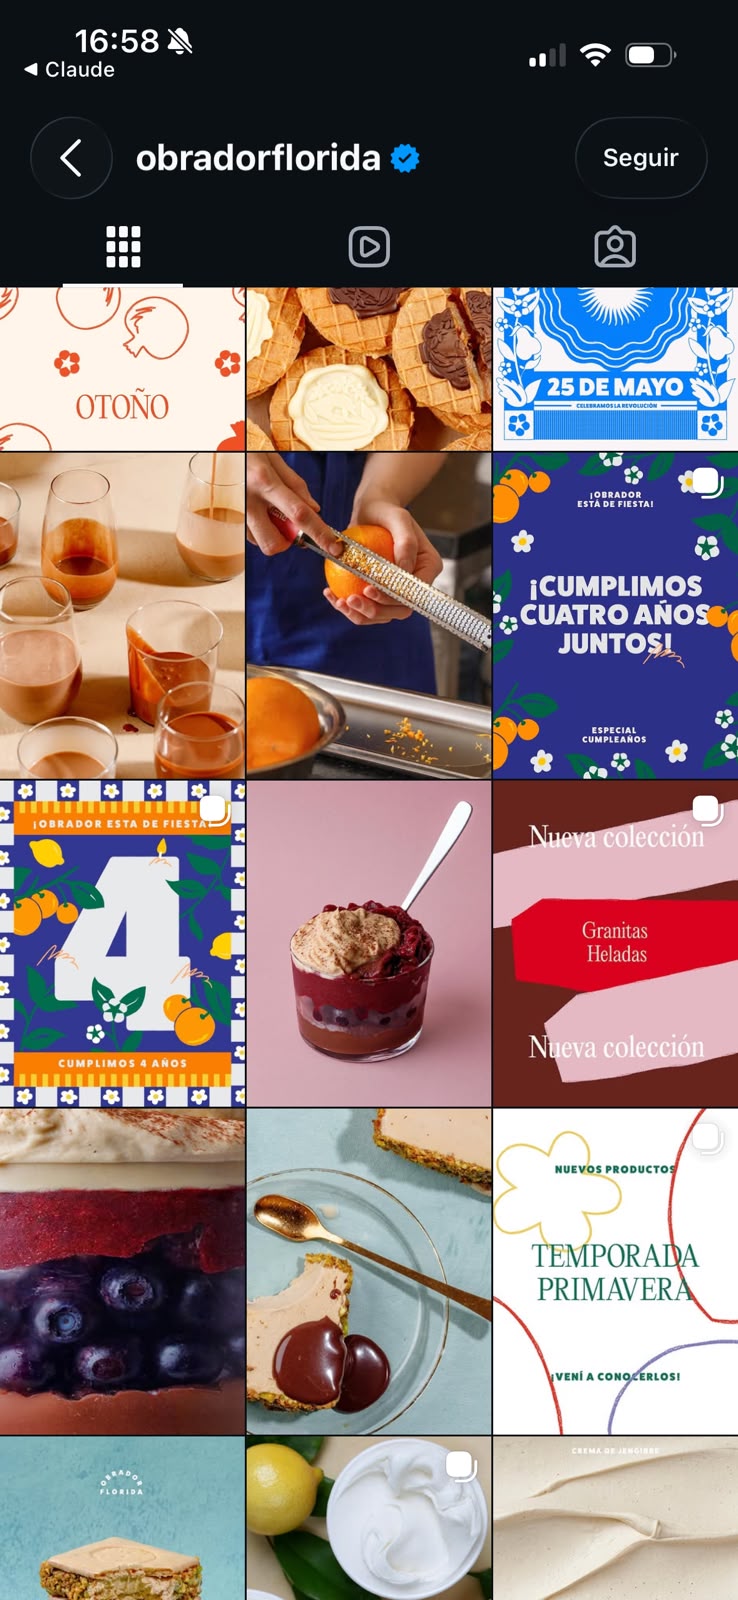 16:58
Claude
obradorflorida
Seguir
OTOÑO
25 DE MAYO
CELEBRAMOS LA REVOLUCIÓN
¡OBRADOR
ESTÁ DE FIESTA!
¡CUMPLIMOS
CUATRO AÑOS
JUNTOS!
ESPECIAL
CUMPLEAÑOS
¡OBRADOR ESTA DE FIESTA!
4
CUMPLIMOS 4 AÑOS
Nueva colección
Granitas
Heladas
Nueva colección
NUEVOS PRODUCTOS
TEMPORADA
PRIMAVERA
¡VENÍ A CONOCERLOS!
OBRADOR
FLORIDA
CREMA DE JENGIBRE